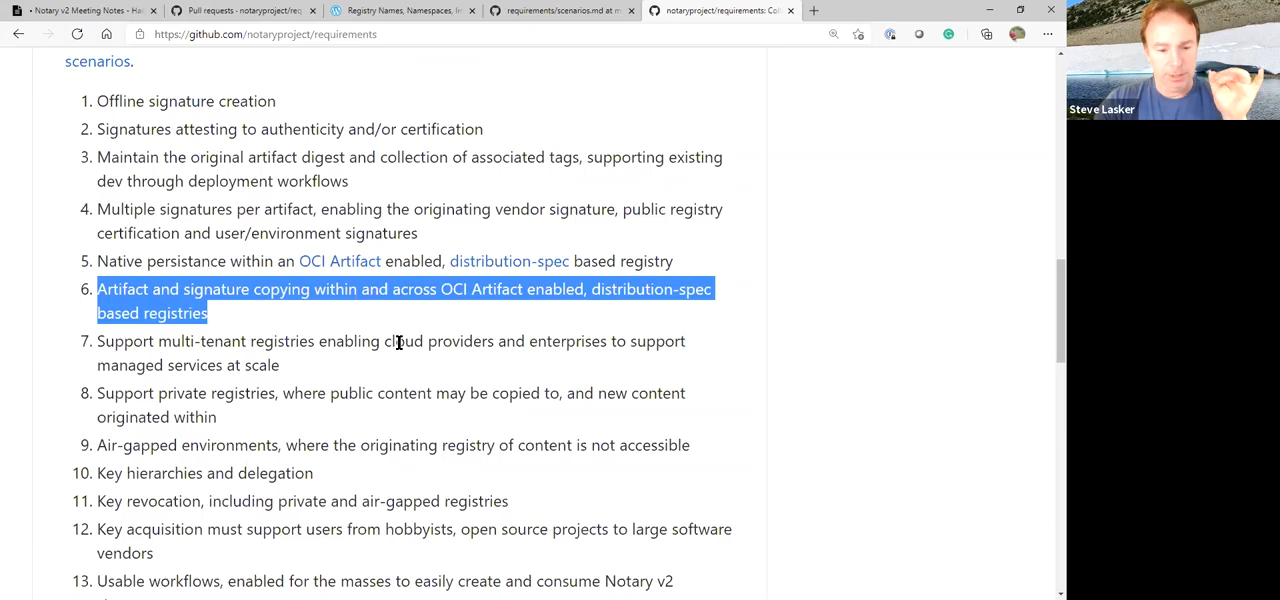 Notary v2 Meeting Notes - Ha
Pull requests - notaryproject/req
Registry Names, Namespaces, I
requirements/scenarios.md at m
notaryproject/requirements: Col
https://github.com/notaryproject/requirements
Steve Lasker
scenarios.
1. Offline signature creation
2. Signatures attesting to authenticity and/or certification
3. Maintain the original artifact digest and collection of associated tags, supporting existing
dev through deployment workflows
4. Multiple signatures per artifact, enabling the originating vendor signature, public registry
certification and user/environment signatures
5. Native persistance within an OCI Artifact enabled, distribution-spec based registry
6. Artifact and signature copying within and across OCI Artifact enabled, distribution-spec
based registries
7. Support multi-tenant registries enabling cloud providers and enterprises to support
managed services at scale
8. Support private registries, where public content may be copied to, and new content
originated within
9. Air-gapped environments, where the originating registry of content is not accessible
10. Key hierarchies and delegation
11. Key revocation, including private and air-gapped registries
12. Key acquisition must support users from hobbyists, open source projects to large software
vendors
13. Usable workflows, enabled for the masses to easily create and consume Notary v2